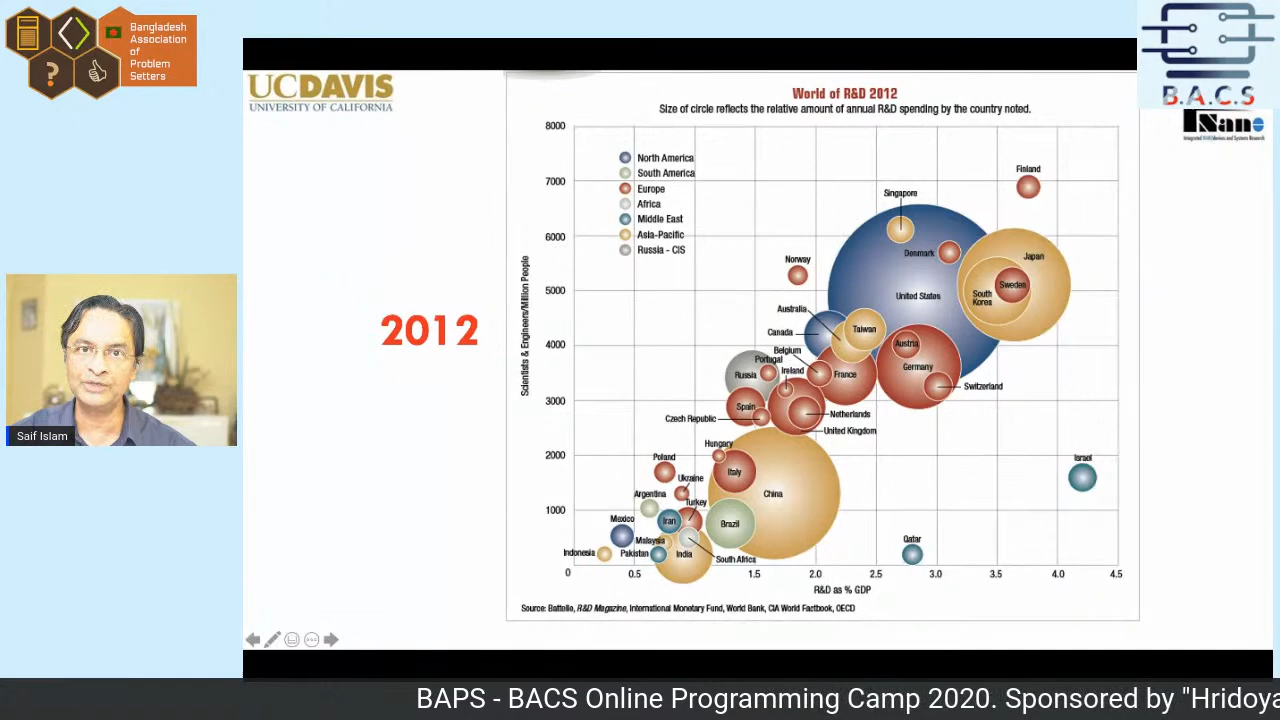 Bangladesh
Association
of
Problem
Setters
B.A.C.S
Nano
UCDAVIS
UNIVERSITY OF CALIFORNIA
World of R&D 2012
Size of circle reflects the relative amount of annual R&D spending by the country noted.
8000
7000
6000
5000
4000
3000
2000
1000
0
Scientists & Engineers/Million People
North America
South America
Europe
Africa
Middle East
Asia-Pacific
Russia - CIS
Finland
Singapore
Denmark
Norway
Japan
Sweden
South
Korea
United States
Australia
Taiwan
Canada
Belgium
Austria
Portugal
Germany
Ireland
Russia
France
Switzerland
Spain
Netherlands
Czech Republic
United Kingdom
Hungary
Poland
Italy
Israel
Ukraine
Argentina
China
Turkey
Mexico
Iran
Brazil
Malaysia
Indonesia
Pakistan
India
South Africa
Qatar
0.5
1.5
2.0
2.5
3.0
3.5
4.0
4.5
R&D as % GDP
Source: Battelle, R&D Magazine, International Monetary Fund, World Bank, CIA World Factbook, OECD
2012
Saif Islam
BAPS - BACS Online Programming Camp 2020. Sponsored by "Hridoya